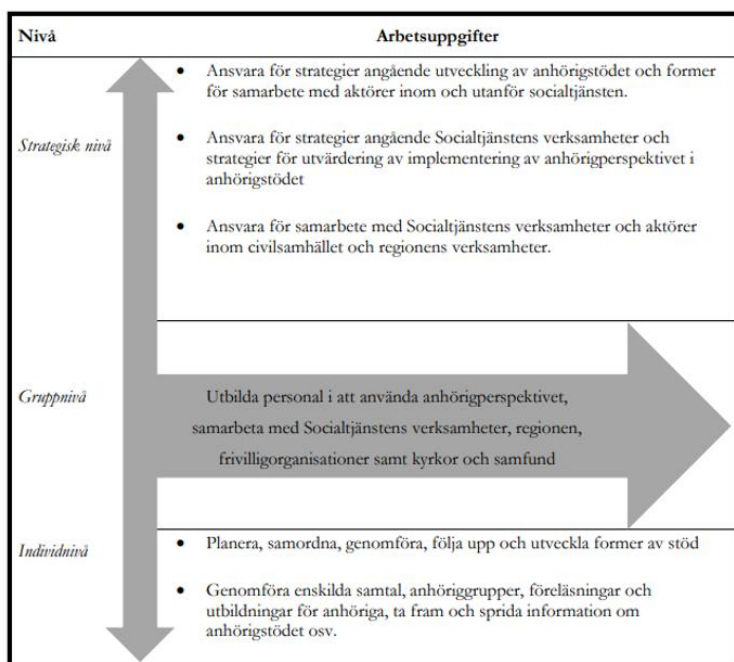 Nivå Arbetsuppgifter
Strategisk nivå
• Ansvara för strategier angående utveckling av anhörigstödet och former
för samarbete med aktörer inom och utanför socialtjänsten.
• Ansvara för strategier angående Socialtjänstens verksamheter och
strategier för utvärdering av implementering av anhörigperspektivet i
anhörigstödet
• Ansvara för samarbete med Socialtjänstens verksamheter och aktörer
inom civilsamhället och regionens verksamheter.
Gruppnivå
Utbilda personal i att använda anhörigperspektivet,
samarbeta med Socialtjänstens verksamheter, regionen,
frivilligorganisationer samt kyrkor och samfund
Individnivå
• Planera, samordna, genomföra, följa upp och utveckla former av stöd
• Genomföra enskilda samtal, anhöriggrupper, föreläsningar och
utbildningar för anhöriga, ta fram och sprida information om
anhörigstödet osv.